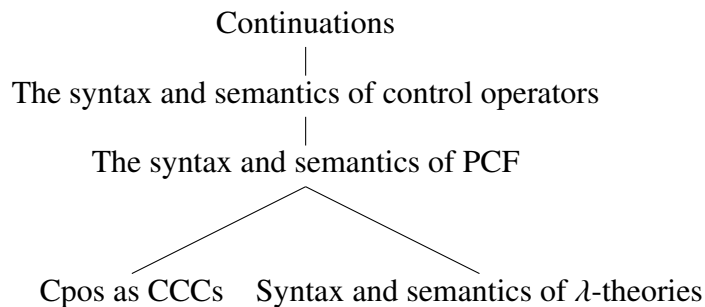 Continuations
The syntax and semantics of control operators
The syntax and semantics of PCF
Cpos as CCCs Syntax and semantics of λ-theories